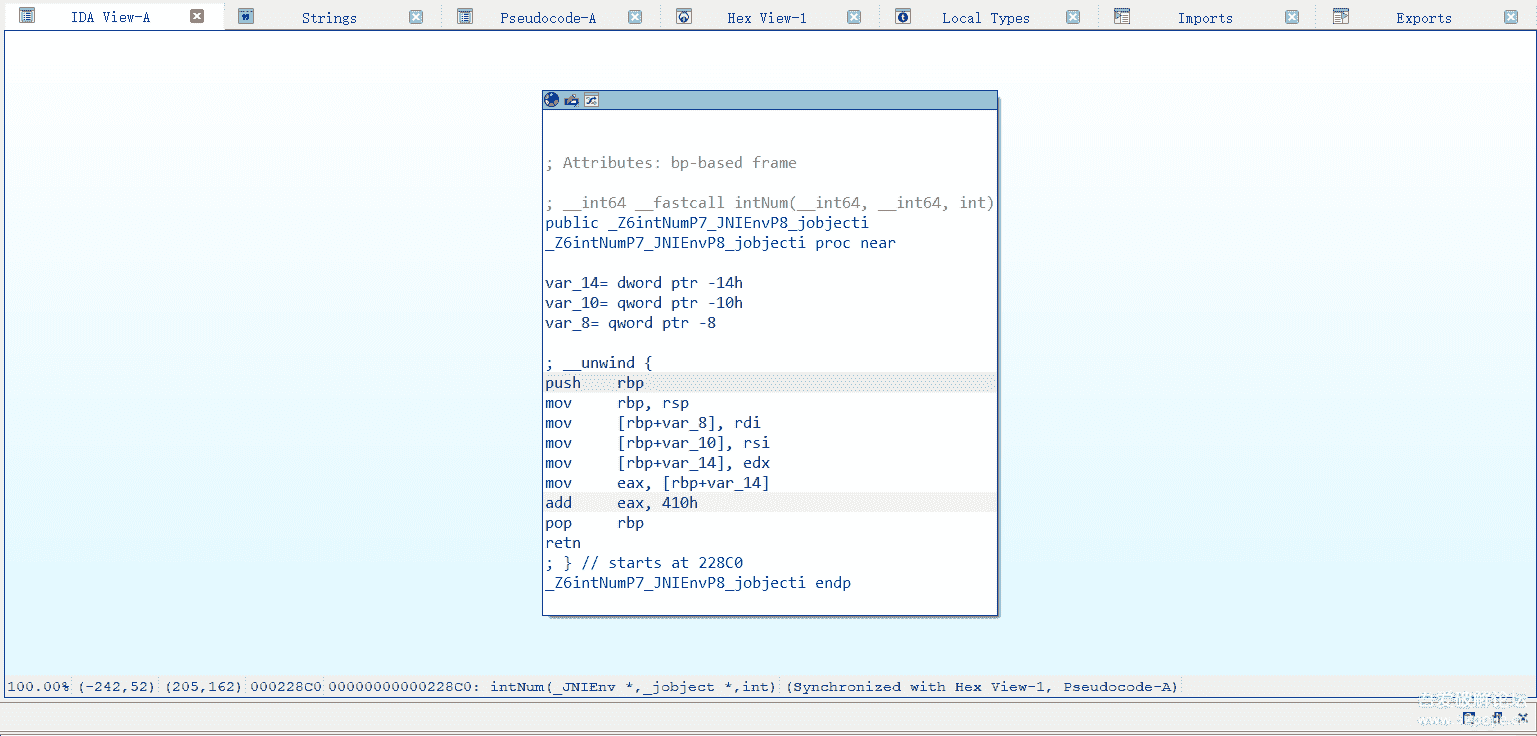 IDA View-A Strings Pseudocode-A Hex View-1 Local Types Imports Exports
; Attributes: bp-based frame
; __int64 __fastcall intNum(__int64, __int64, int)
public _Z6intNumP7_JNIEnvP8_jobjecti
_Z6intNumP7_JNIEnvP8_jobjecti proc near
var_14= dword ptr -14h
var_10= qword ptr -10h
var_8= qword ptr -8
; __unwind {
push rbp
mov rbp, rsp
mov [rbp+var_8], rdi
mov [rbp+var_10], rsi
mov [rbp+var_14], edx
mov eax, [rbp+var_14]
add eax, 410h
pop rbp
retn
; } // starts at 228C0
_Z6intNumP7_JNIEnvP8_jobjecti endp
100.00% (-242,52) (205,162) 000228C0 00000000000228C0: intNum(_JNIEnv *,_jobject *,int) (Synchronized with Hex View-1, Pseudocode-A)